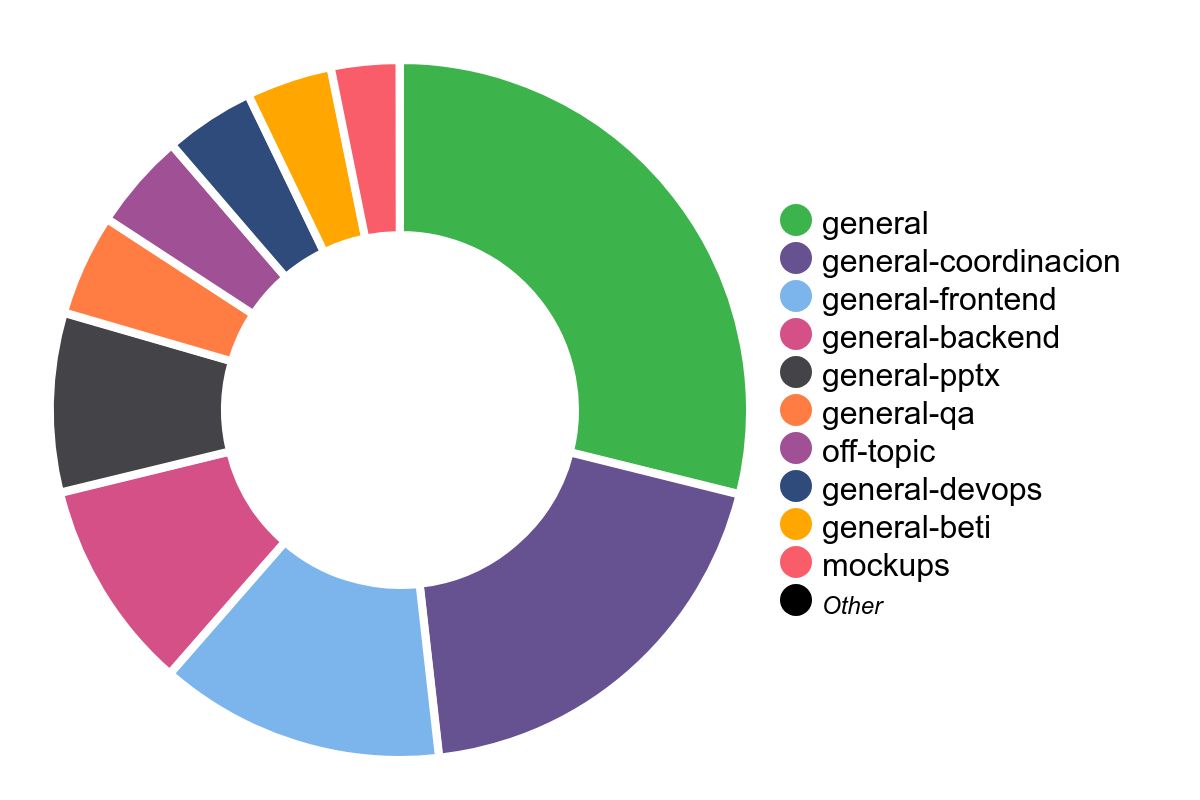 general
general-coordinacion
general-frontend
general-backend
general-pptx
general-qa
off-topic
general-devops
general-beti
mockups
Other